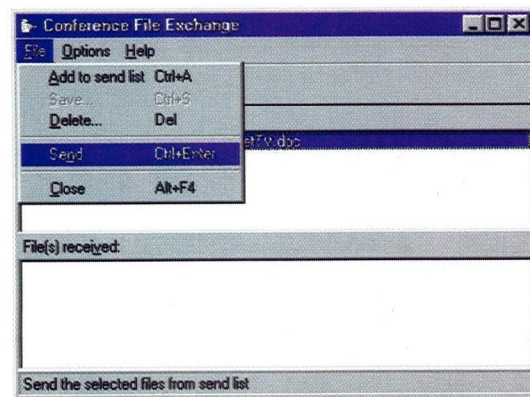 Conference File Exchange
File Options Help
Add to send list Ctrl+A
Save... Ctrl+S
Delete... Del
Send Ctrl+Enter
Close Alt+F4
File(s) received:
Send the selected files from send list